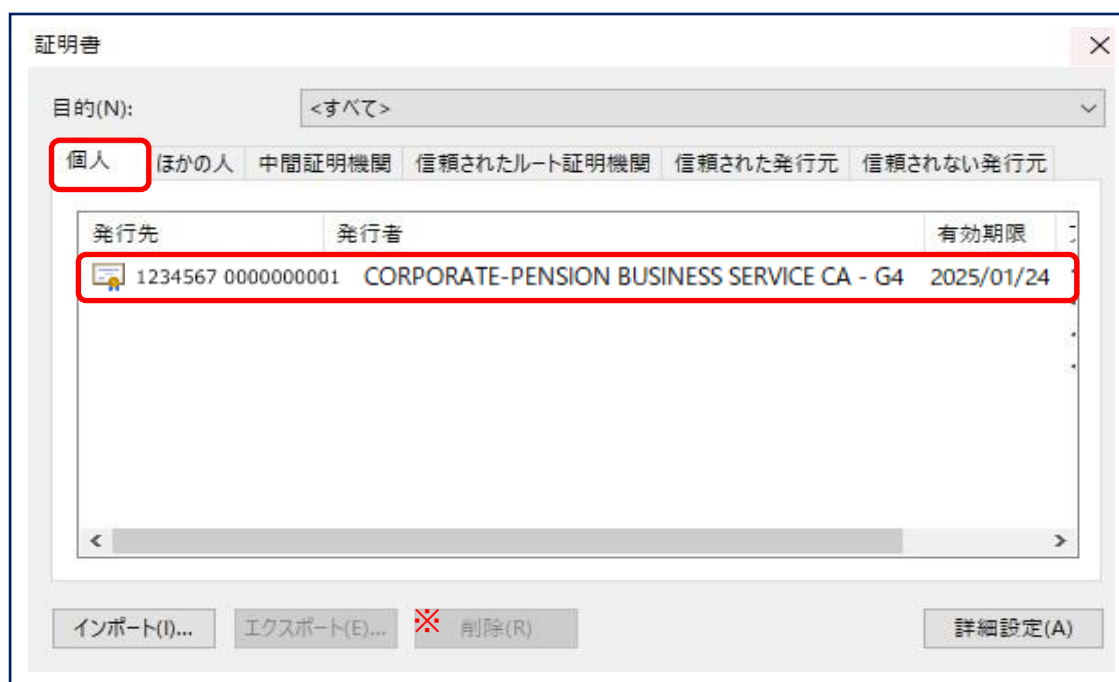 証明書
目的(N): <すべて>
個人 ほかの人 中間証明機関 信頼されたルート証明機関 信頼された発行元 信頼されない発行元
発行先 発行者 有効期限
1234567 0000000001 CORPORATE-PENSION BUSINESS SERVICE CA - G4 2025/01/24
インポート(I)... エクスポート(E)... ※ 削除(R) 詳細設定(A)